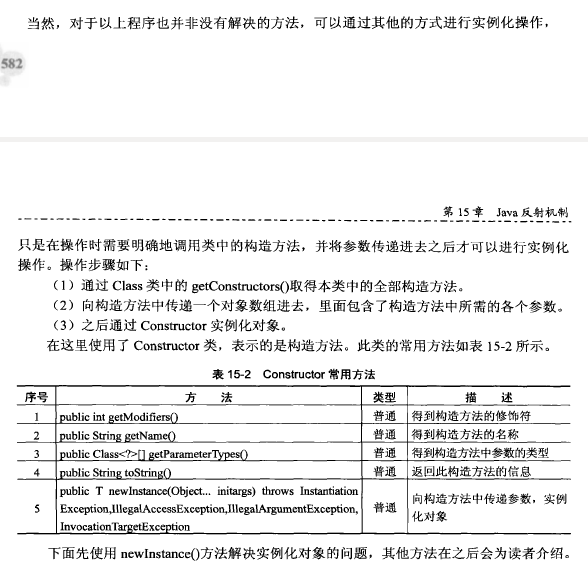 当然，对于以上程序也并非没有解决的方法，可以通过其他的方式进行实例化操作，
582
第 15 章 Java 反射机制
只是在操作时需要明确地调用类中的构造方法，并将参数传递进去之后才可以进行实例化
操作。操作步骤如下：
（1）通过 Class 类中的 getConstructors()取得本类中的全部构造方法。
（2）向构造方法中传递一个对象数组进去，里面包含了构造方法中所需的各个参数。
（3）之后通过 Constructor 实例化对象。
在这里使用了 Constructor 类，表示的是构造方法。此类的常用方法如表 15-2 所示。
表 15-2 Constructor 常用方法
序号 方 法 类型 描 述
1 public int getModifiers() 普通 得到构造方法的修饰符
2 public String getName() 普通 得到构造方法的名称
3 public Class<?>[] getParameterTypes() 普通 得到构造方法中参数的类型
4 public String toString() 普通 返回此构造方法的信息
5 public T newInstance(Object... initargs) throws Instantiation
Exception,IllegalAccessException,IllegalArgumentException,
InvocationTargetException
普通 向构造方法中传递参数，实例
化对象
下面先使用 newInstance()方法解决实例化对象的问题，其他方法在之后会为读者介绍。